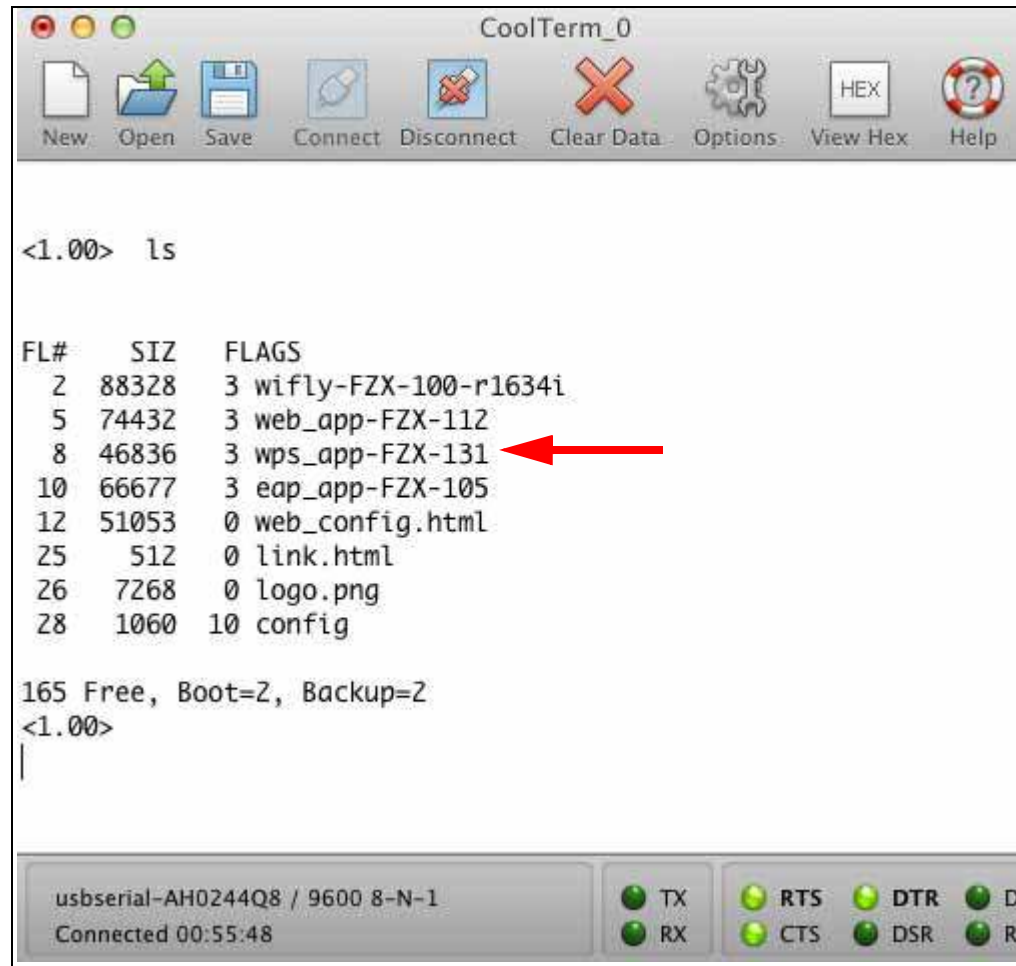 CoolTerm_0
New Open Save Connect Disconnect Clear Data Options HEX View Hex ? Help
<1.00> ls
FL# SIZ FLAGS
2 88328 3 wifly-FZX-100-r1634i
5 74432 3 web_app-FZX-112
8 46836 3 wps_app-FZX-131
10 66677 3 eap_app-FZX-105
12 51053 0 web_config.html
25 512 0 link.html
26 7268 0 logo.png
28 1060 10 config
165 Free, Boot=2, Backup=2
<1.00>
usbserial-AH0244Q8 / 9600 8-N-1 TX RTS DTR D
Connected 00:55:48 RX CTS DSR R